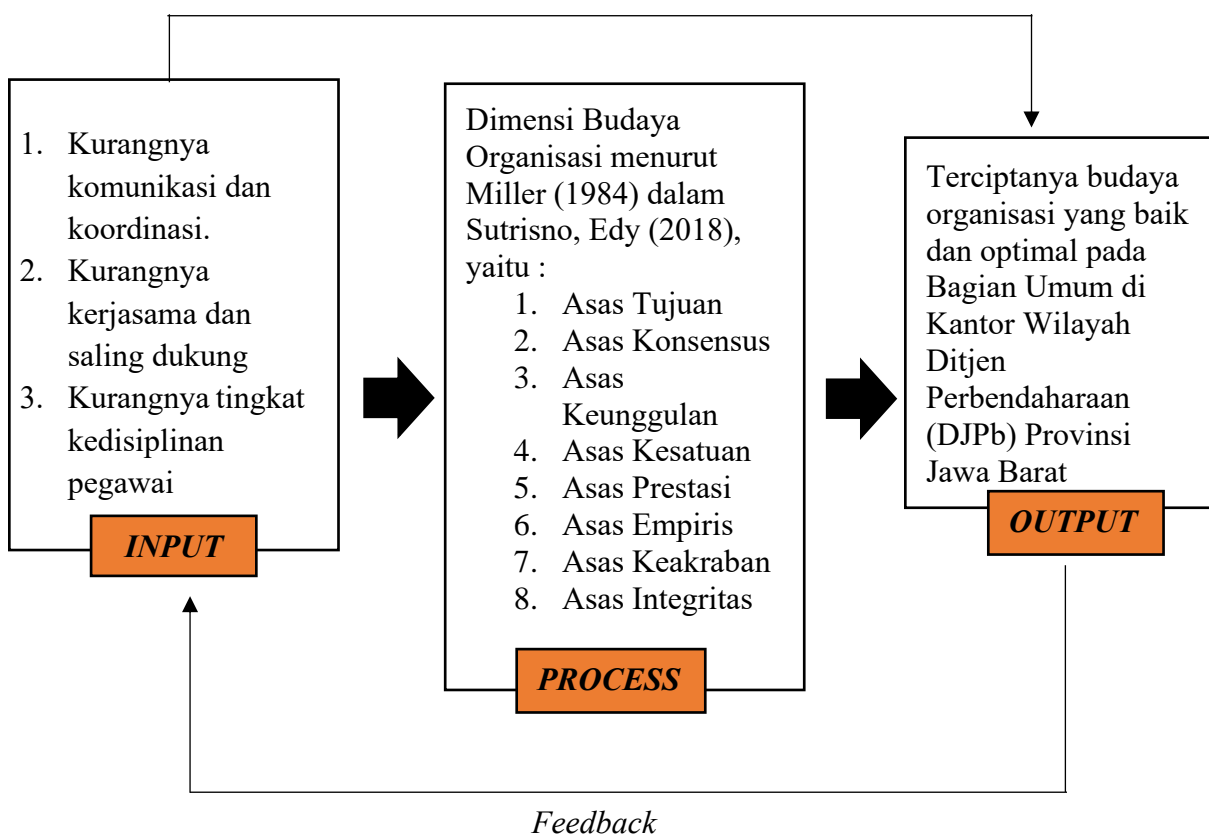 1. Kurangnya
komunikasi dan
koordinasi.
2. Kurangnya
kerjasama dan
saling dukung
3. Kurangnya tingkat
kedisiplinan
pegawai
INPUT
Dimensi Budaya
Organisasi menurut
Miller (1984) dalam
Sutrisno, Edy (2018),
yaitu :
1. Asas Tujuan
2. Asas Konsensus
3. Asas
Keunggulan
4. Asas Kesatuan
5. Asas Prestasi
6. Asas Empiris
7. Asas Keakraban
8. Asas Integritas
PROCESS
Terciptanya budaya
organisasi yang baik
dan optimal pada
Bagian Umum di
Kantor Wilayah
Ditjen
Perbendaharaan
(DJPb) Provinsi
Jawa Barat
OUTPUT
Feedback